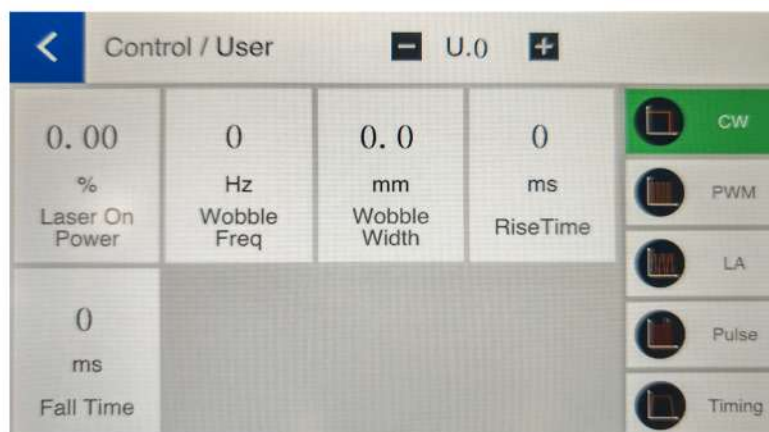 Control / User
U.0
0.00
%
Laser On
Power
0
Hz
Wobble
Freq
0.0
mm
Wobble
Width
0
ms
RiseTime
0
ms
Fall Time
CW
PWM
LA
Pulse
Timing